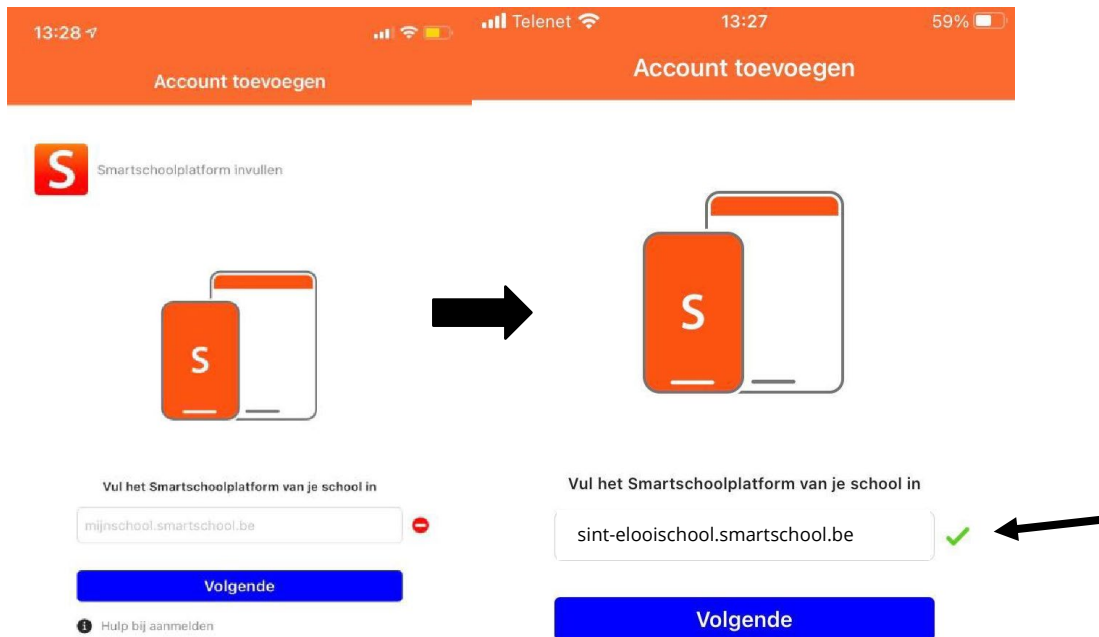 13:28
Account toevoegen
S
Smartschoolplatform invullen
S
Vul het Smartschoolplatform van je school in
mijnschool.smartschool.be
Volgende
Hulp bij aanmelden
Telenet 13:27 59%
Account toevoegen
S
Vul het Smartschoolplatform van je school in
sint-elooischool.smartschool.be
Volgende